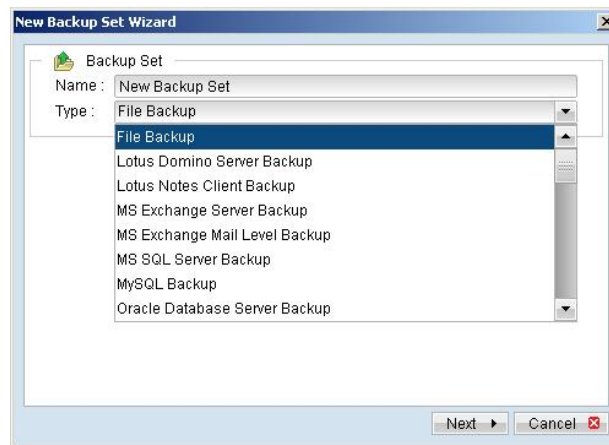 New Backup Set Wizard
Backup Set
Name : New Backup Set
Type : File Backup
File Backup
Lotus Domino Server Backup
Lotus Notes Client Backup
MS Exchange Server Backup
MS Exchange Mail Level Backup
MS SQL Server Backup
MySQL Backup
Oracle Database Server Backup
Next Cancel